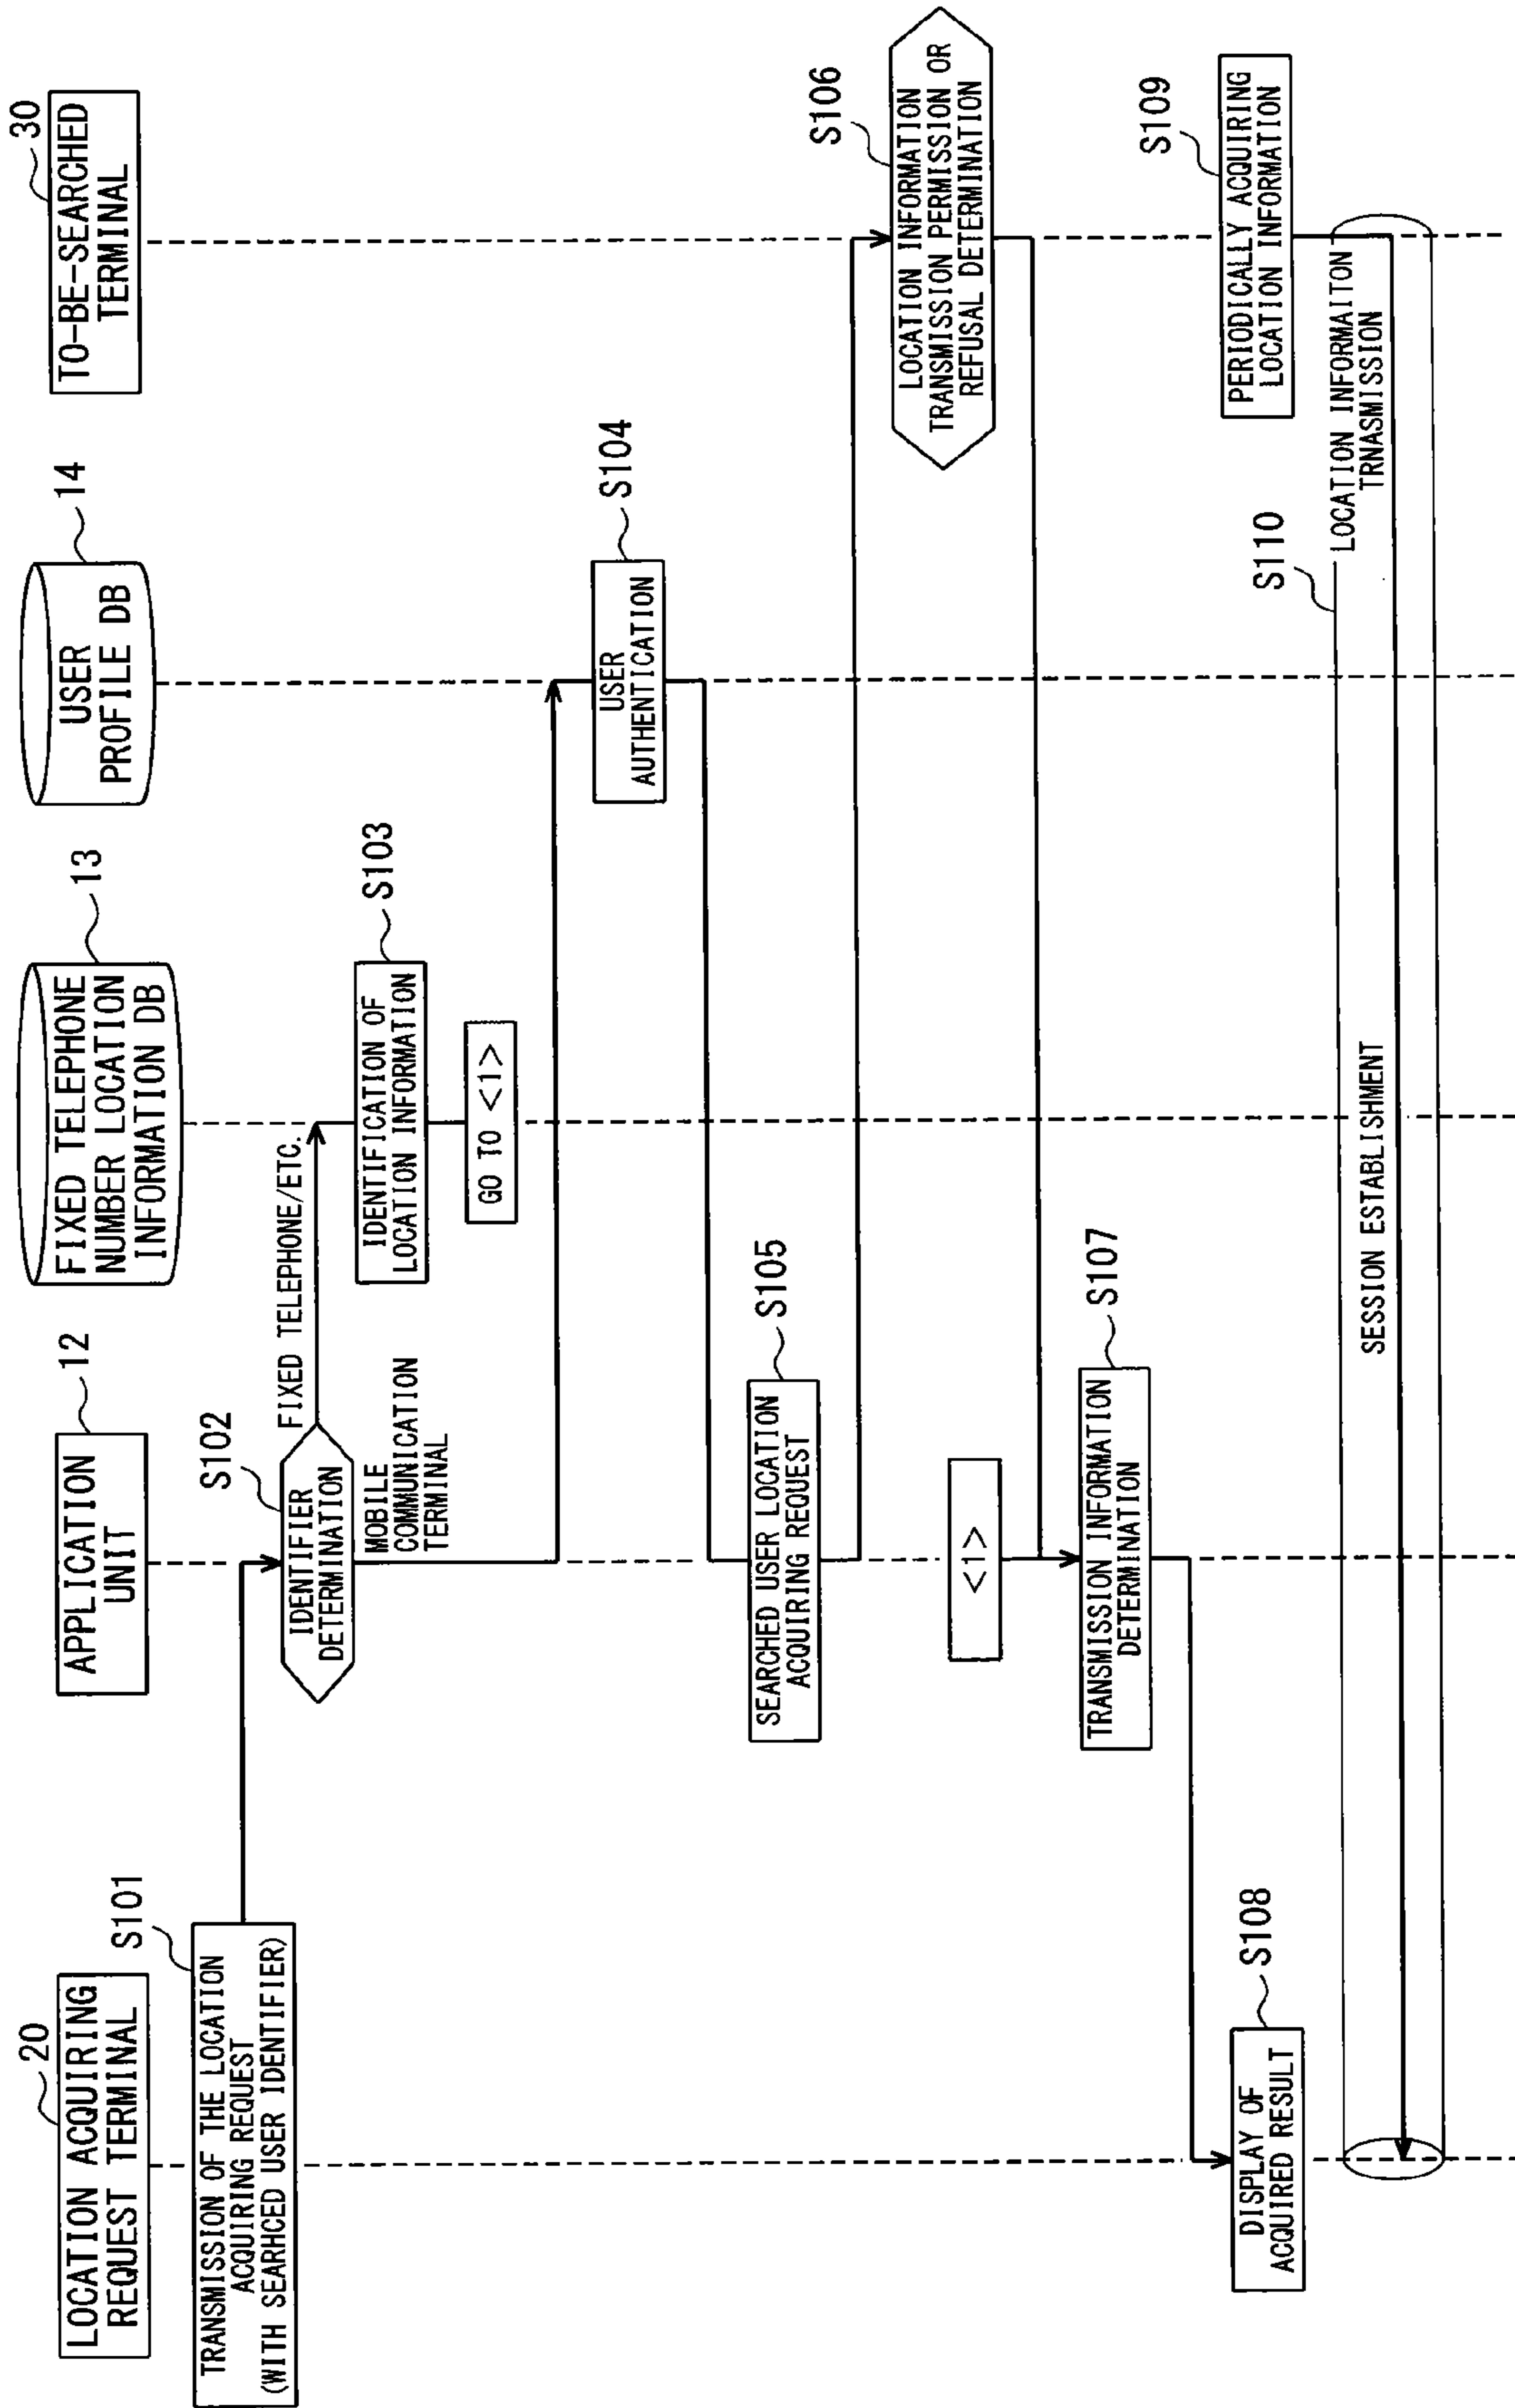 20
LOCATION ACQUIRING
REQUEST TERMINAL
12
APPLICATION
UNIT
13
FIXED TELEPHONE
NUMBER LOCATION
INFORMATION DB
14
USER
PROFILE DB
30
TO-BE-SEARCHED
TERMINAL
S101
TRANSMISSION OF THE LOCATION
ACQUIRING REQUEST
(WITH SEARHCED USER IDENTIFIER)
S102
IDENTIFIER
DETERMINATION
FIXED TELEPHONE/ETC.
MOBILE
COMMUNICATION
TERMINAL
S103
IDENTIFICATION OF
LOCATION INFORMATION
GO TO <1>
S104
USER
AUTHENTICATION
S105
SEARCHED USER LOCATION
ACQUIRING REQUEST
S106
LOCATION INFORMATION
TRANSMISSION PERMISSION OR
REFUSAL DETERMINATION
<1>
S107
TRANSMISSION INFORMATION
DETERMINATION
S108
DISPLAY OF
ACQUIRED RESULT
S109
PERIODICALLY ACQUIRING
LOCATION INFORMATION
S110
LOCATION INFORMAITON
TRNASMISSION
SESSION ESTABLISHMENT